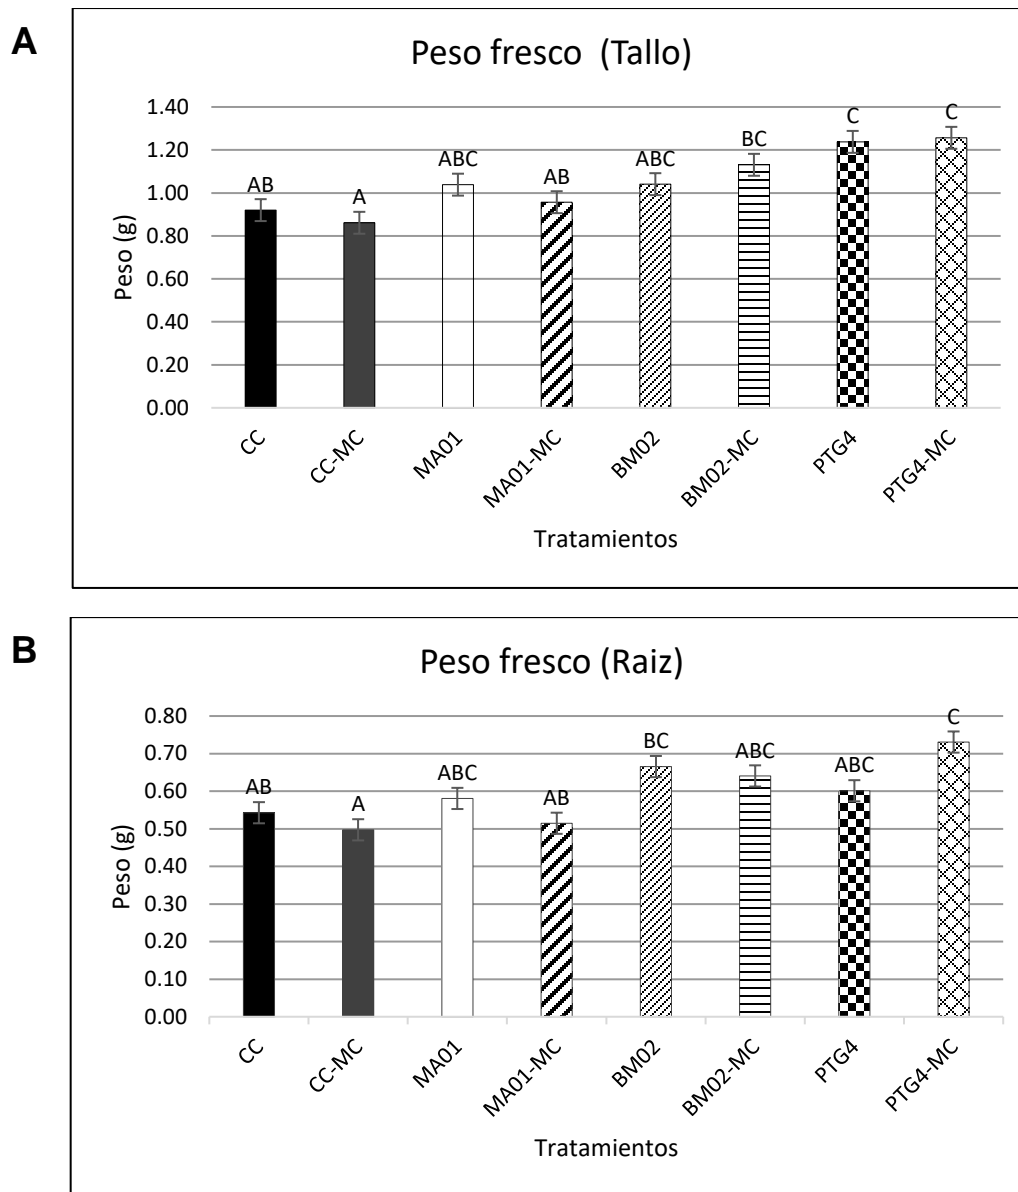 A
Peso fresco (Tallo)
Peso (g)
1.40
1.20
1.00
0.80
0.60
0.40
0.20
0.00
AB
A
ABC
AB
ABC
BC
C
C
CC
CC-MC
MA01
MA01-MC
BM02
BM02-MC
PTG4
PTG4-MC
Tratamientos
B
Peso fresco (Raiz)
Peso (g)
0.80
0.70
0.60
0.50
0.40
0.30
0.20
0.10
0.00
AB
A
ABC
AB
BC
ABC
ABC
C
CC
CC-MC
MA01
MA01-MC
BM02
BM02-MC
PTG4
PTG4-MC
Tratamientos